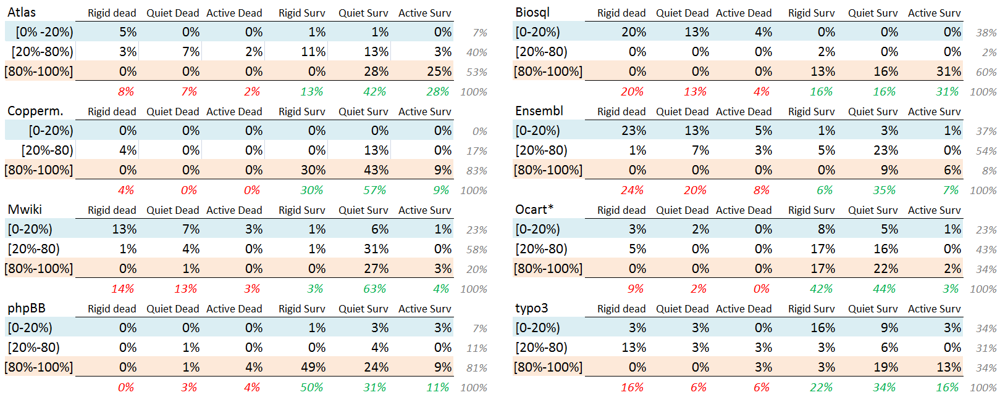 Atlas Rigid dead Quiet Dead Active Dead Rigid Surv Quiet Surv Active Surv
[0% -20%) 5% 0% 0% 1% 1% 0% 7%
[20%-80%) 3% 7% 2% 11% 13% 3% 40%
[80%-100%] 0% 0% 0% 0% 28% 25% 53%
8% 7% 2% 13% 42% 28% 100%
Copperm. Rigid dead Quiet Dead Active Dead Rigid Surv Quiet Surv Active Surv
[0-20%) 0% 0% 0% 0% 0% 0% 0%
[20%-80) 4% 0% 0% 0% 13% 0% 17%
[80%-100%] 0% 0% 0% 30% 43% 9% 83%
4% 0% 0% 30% 57% 9% 100%
Mwiki Rigid dead Quiet Dead Active Dead Rigid Surv Quiet Surv Active Surv
[0-20%) 13% 7% 3% 1% 6% 1% 23%
[20%-80) 1% 4% 0% 1% 31% 0% 58%
[80%-100%] 0% 1% 0% 0% 27% 3% 20%
14% 13% 3% 3% 63% 4% 100%
phpBB Rigid dead Quiet Dead Active Dead Rigid Surv Quiet Surv Active Surv
[0-20%) 0% 0% 0% 1% 3% 3% 7%
[20%-80) 0% 1% 0% 0% 4% 0% 11%
[80%-100%] 0% 1% 4% 49% 24% 9% 81%
0% 3% 4% 50% 31% 11% 100%
Biosql Rigid dead Quiet Dead Active Dead Rigid Surv Quiet Surv Active Surv
[0-20%) 20% 13% 4% 0% 0% 0% 38%
[20%-80) 0% 0% 0% 2% 0% 0% 2%
[80%-100%] 0% 0% 0% 13% 16% 31% 60%
20% 13% 4% 16% 16% 31% 100%
Ensembl Rigid dead Quiet Dead Active Dead Rigid Surv Quiet Surv Active Surv
[0-20%) 23% 13% 5% 1% 3% 1% 37%
[20%-80) 1% 7% 3% 5% 23% 0% 54%
[80%-100%] 0% 0% 0% 0% 9% 6% 8%
24% 20% 8% 6% 35% 7% 100%
Ocart* Rigid dead Quiet Dead Active Dead Rigid Surv Quiet Surv Active Surv
[0-20%) 3% 2% 0% 8% 5% 1% 23%
[20%-80) 5% 0% 0% 17% 16% 0% 43%
[80%-100%] 0% 0% 0% 17% 22% 2% 34%
9% 2% 0% 42% 44% 3% 100%
typo3 Rigid dead Quiet Dead Active Dead Rigid Surv Quiet Surv Active Surv
[0-20%) 3% 3% 0% 16% 9% 3% 34%
[20%-80) 13% 3% 3% 3% 6% 0% 31%
[80%-100%] 0% 0% 3% 3% 19% 13% 34%
16% 6% 6% 22% 34% 16% 100%